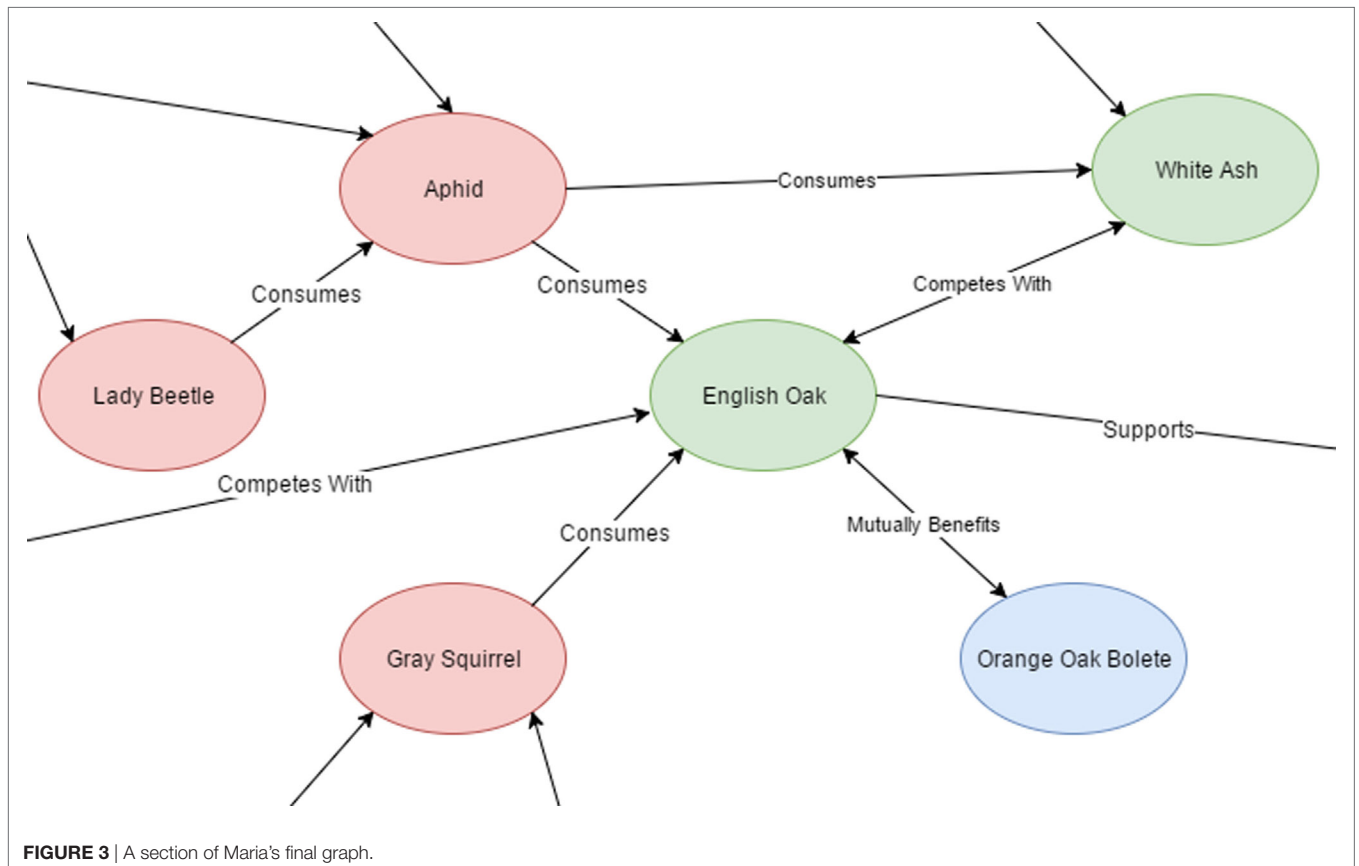 Aphid
White Ash
Consumes
Competes With
Consumes
Consumes
Lady Beetle
English Oak
Supports
Competes With
Consumes
Mutually Benefits
Gray Squirrel
Orange Oak Bolete
FIGURE 3 | A section of Maria's final graph.